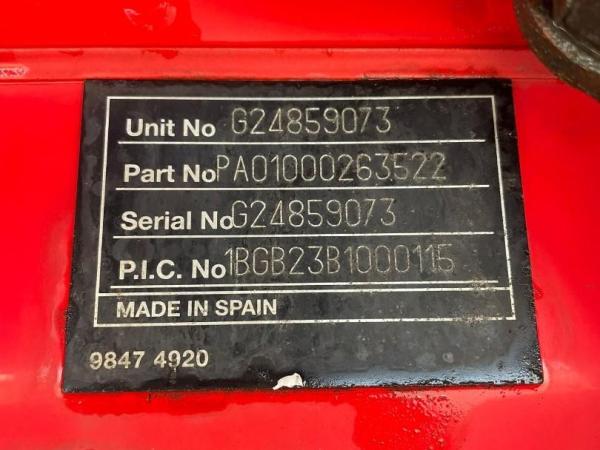 Unit No G24859073
Part No PA01000263522
Serial No G24859073
P.I.C. No 1BGB23B1000115
MADE IN SPAIN
9847 4920